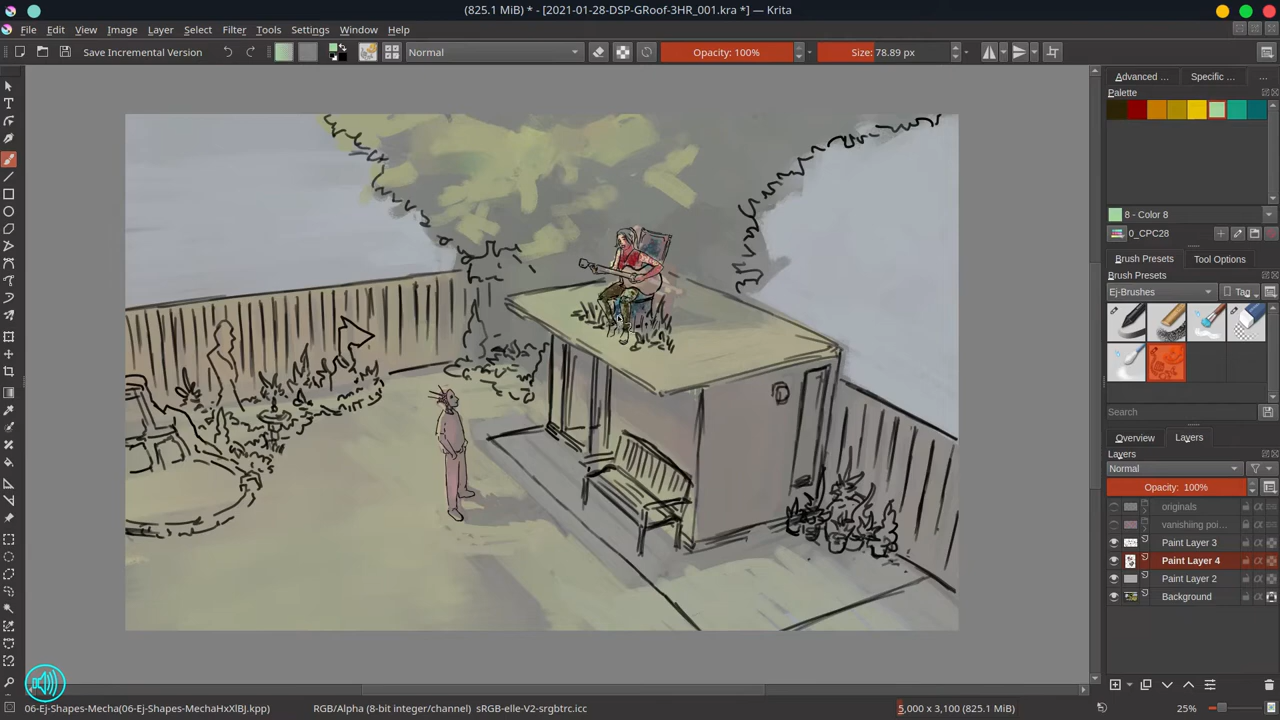 (825.1 MiB) * - [2021-01-28-DSP-GRoof-3HR_001.kra *] — Krita
File Edit View Image Layer Select Filter Tools Settings Window Help
Save Incremental Version Normal Opacity: 100% Size: 78.89 px
Advanced ... Specific ... ...
Palette
8 - Color 8
0_CPC28
Brush Presets Tool Options
Brush Presets
Ej-Brushes Tag
Search
Overview Layers
Layers
Normal
Opacity: 100%
originals
vanishiing poi...
Paint Layer 3
Paint Layer 4
Paint Layer 2
Background
06-Ej-Shapes-Mecha(06-Ej-Shapes-MechaHxXlBJ.kpp) RGB/Alpha (8-bit integer/channel) sRGB-elle-V2-srgbtrc.icc 5,000 x 3,100 (825.1 MiB) 25%